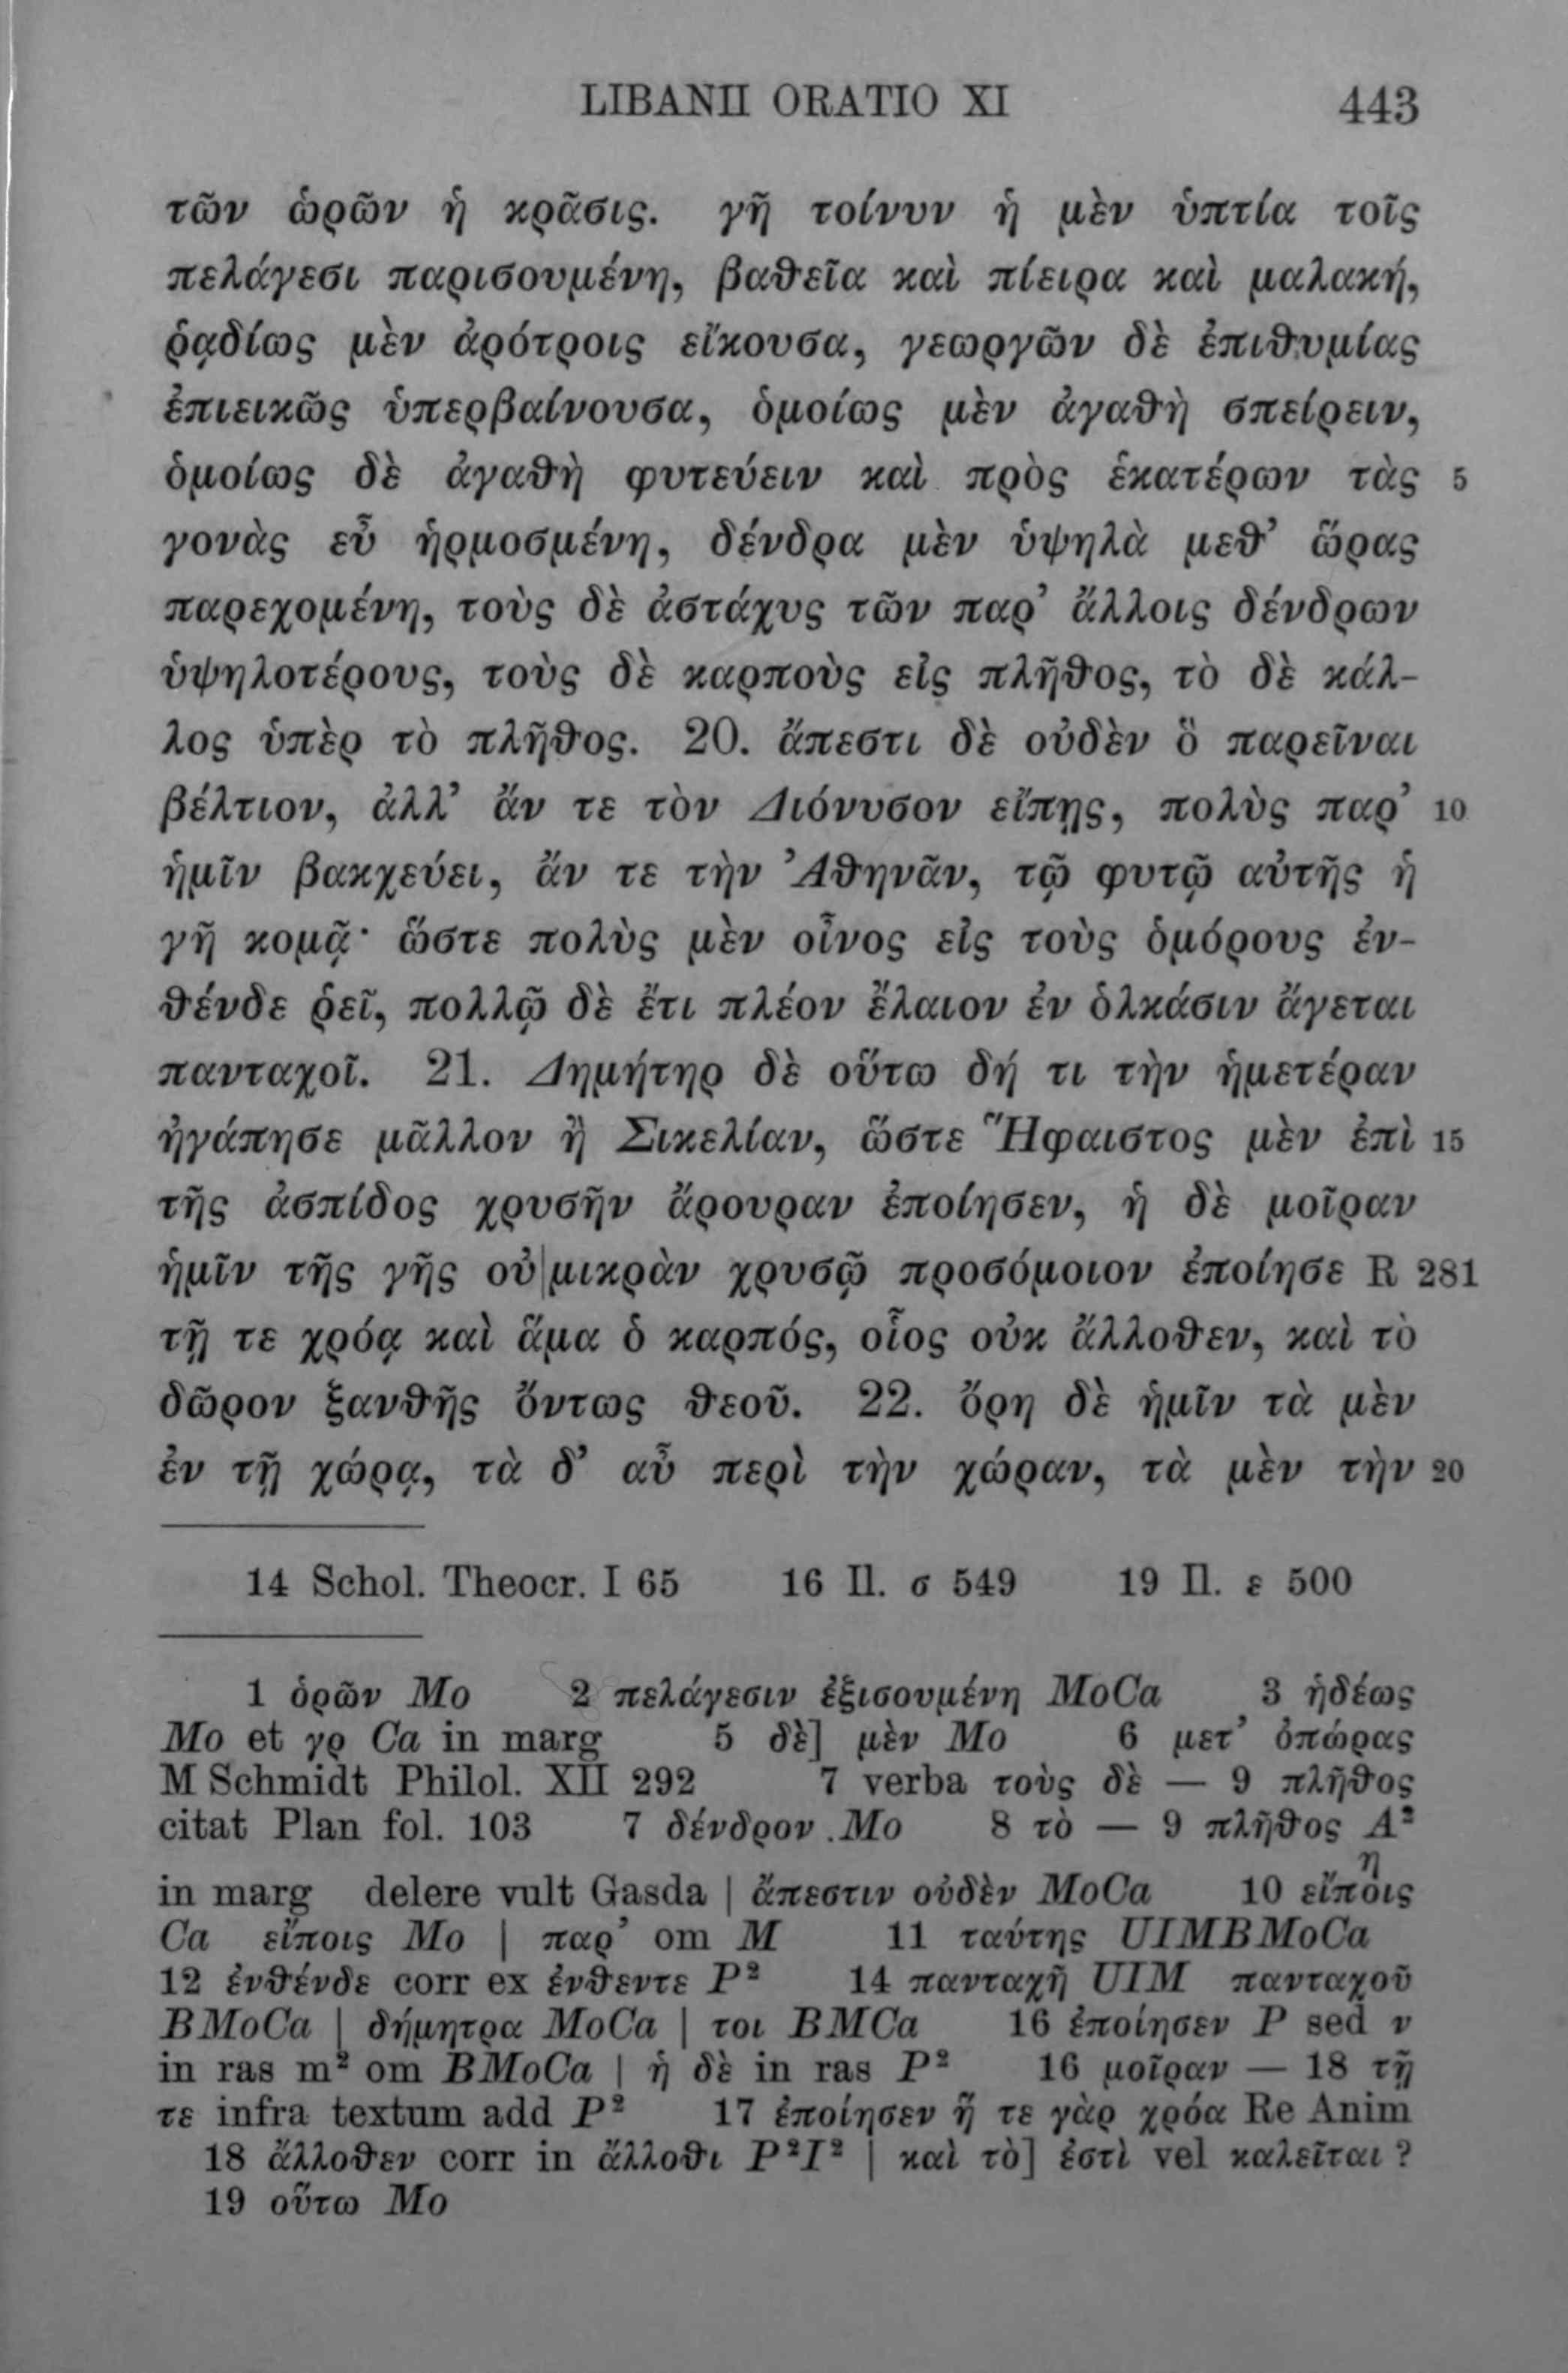 LIBANII ORATIO XI 443
τῶν ὡρῶν ἡ κρᾶσις. γῆ τοίνυν ἡ μὲν ὑπτία τοῖς
πελάγεσι παρισουμένη, βαθεῖα καὶ πίειρα καὶ μαλακή,
ῥᾳδίως μὲν ἀρότροις εἴκουσα, γεωργῶν δὲ ἐπιθυμίας
ἐπιεικῶς ὑπερβαίνουσα, ὁμοίως μὲν ἀγαθὴ σπείρειν,
ὁμοίως δὲ ἀγαθὴ φυτεύειν καὶ πρὸς ἑκατέρων τὰς 5
γονὰς εὖ ἡρμοσμένη, δένδρα μὲν ὑψηλὰ μεθ’ ὥρας
παρεχομένη, τοὺς δὲ ἀστάχυς τῶν παρ’ ἄλλοις δένδρων
ὑψηλοτέρους, τοὺς δὲ καρποὺς εἰς πλῆθος, τὸ δὲ κάλ-
λος ὑπὲρ τὸ πλῆθος. 20. ἄπεστι δὲ οὐδὲν ὃ παρεῖναι
βέλτιον, ἀλλ’ ἄν τε τὸν Διόνυσον εἴπῃς, πολὺς παρ’ 10
ἡμῖν βακχεύει, ἄν τε τὴν Ἀθηνᾶν, τῷ φυτῷ αὐτῆς ἡ
γῆ κομᾷ· ὥστε πολὺς μὲν οἶνος εἰς τοὺς ὁμόρους ἐν-
θένδε ῥεῖ, πολλῷ δὲ ἔτι πλέον ἔλαιον ἐν ὁλκάσιν ἄγεται
πανταχοῖ. 21. Δημήτηρ δὲ οὕτω δή τι τὴν ἡμετέραν
ἠγάπησε μᾶλλον ἢ Σικελίαν, ὥστε Ἥφαιστος μὲν ἐπὶ 15
τῆς ἀσπίδος χρυσῆν ἄρουραν ἐποίησεν, ἡ δὲ μοῖραν
ἡμῖν τῆς γῆς οὐ|μικρὰν χρυσῷ προσόμοιον ἐποίησε R 281
τῇ τε χρόᾳ καὶ ἅμα ὁ καρπός, οἷος οὐκ ἄλλοθεν, καὶ τὸ
δῶρον ξανθῆς ὄντως θεοῦ. 22. ὄρη δὲ ἡμῖν τὰ μὲν
ἐν τῇ χώρᾳ, τὰ δ’ αὖ περὶ τὴν χώραν, τὰ μὲν τὴν 20
14 Schol. Theocr. I 65 16 Il. σ 549 19 Il. ε 500
1 ὁρῶν Mo 2 πελάγεσιν ἐξισουμένη MoCa 3 ἡδέως
Mo et γρ Ca in marg 5 δὲ] μὲν Mo 6 μετ’ ὀπώρας
M Schmidt Philol. XII 292 7 verba τοὺς δὲ — 9 πλῆθος
citat Plan fol. 103 7 δένδρον Mo 8 τὸ — 9 πλῆθος A²
in marg delere vult Gasda | ἄπεστιν οὐδὲν MoCa 10 εἴποις (η supra οι)
Ca εἴποις Mo | παρ’ om M 11 ταύτης UIMBMoCa
12 ἐνθένδε corr ex ἐνθεντε P² 14 πανταχῆ UIM πανταχοῦ
BMoCa | δήμητρα MoCa | τοι BMCa 16 ἐποίησεν P sed ν
in ras m² om BMoCa | ἡ δὲ in ras P² 16 μοῖραν — 18 τῇ
τε infra textum add P² 17 ἐποίησεν ἥ τε γὰρ χρόα Re Anim
18 ἄλλοθεν corr in ἄλλοθι P²I² | καὶ τὸ] ἐστὶ vel καλεῖται ?
19 οὕτω Mo